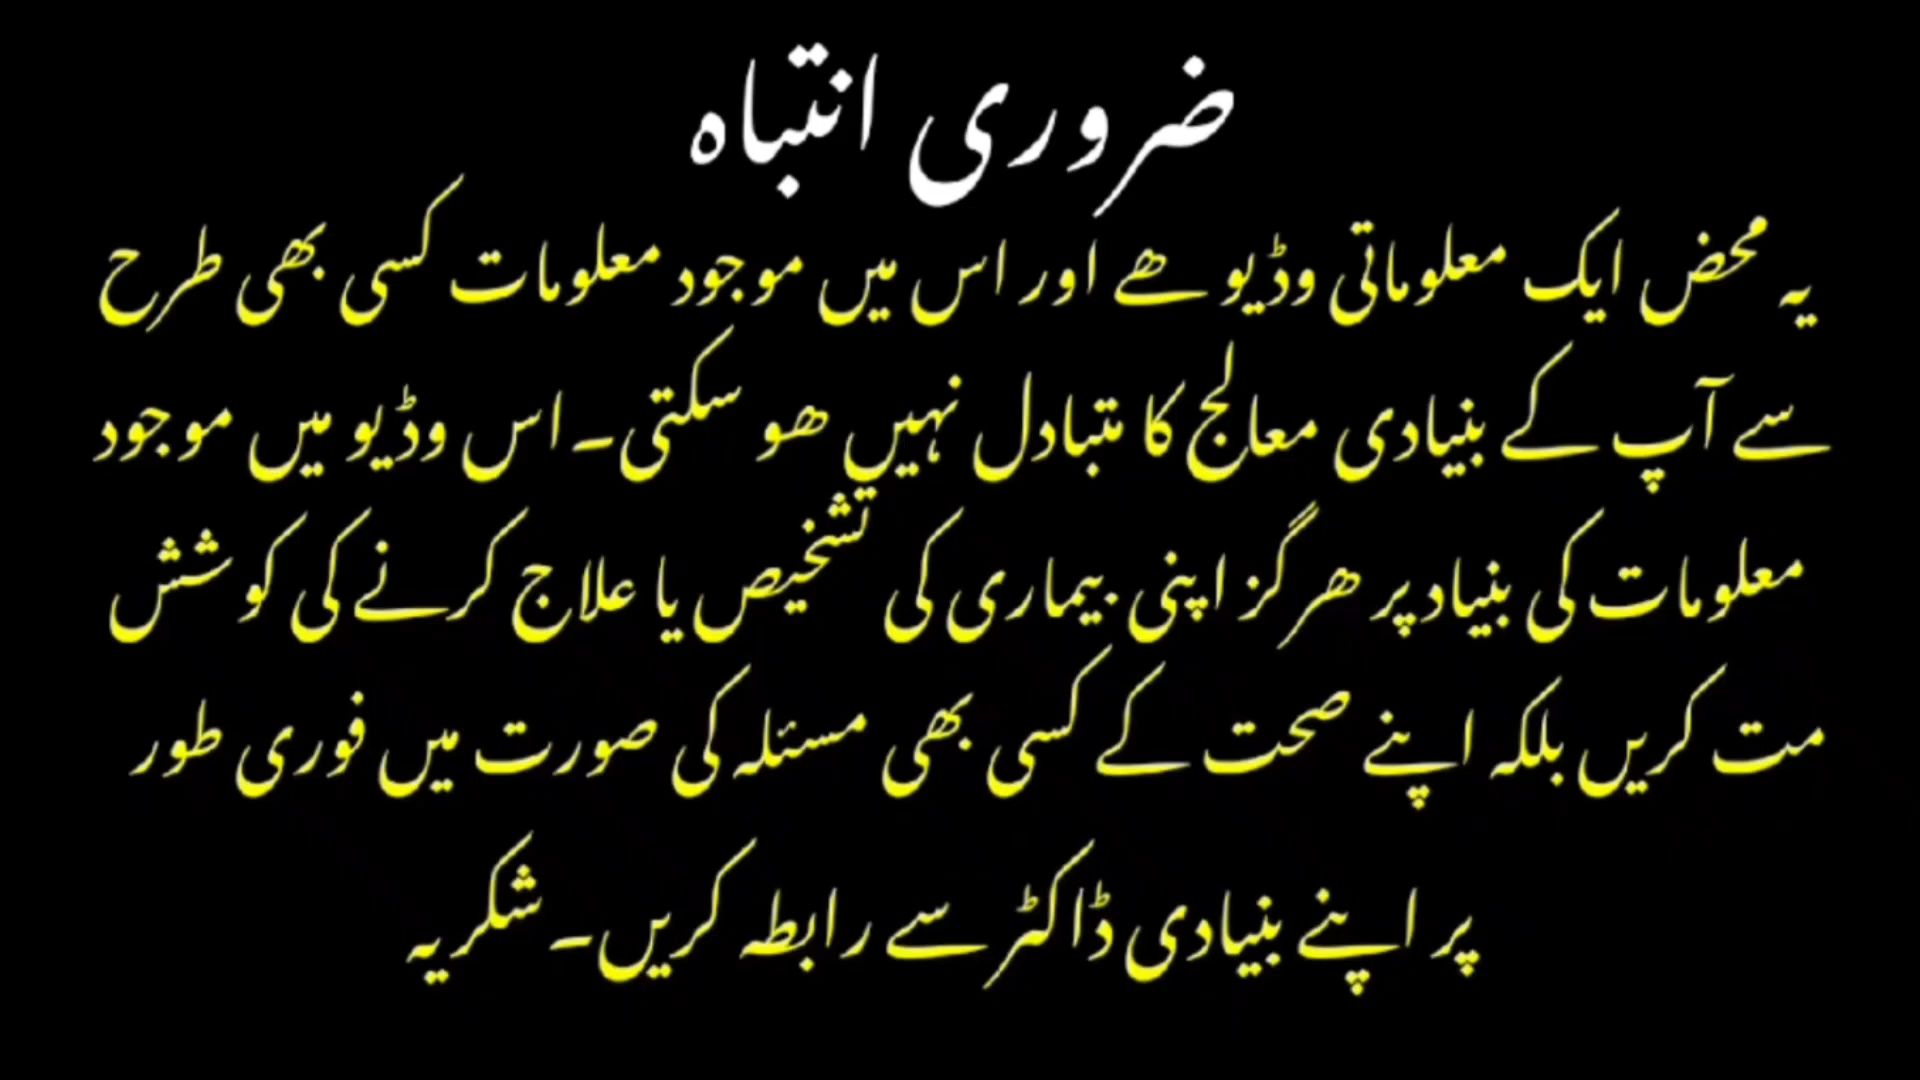 ضروری انتباہ
یہ محض ایک معلوماتی وڈیو ھے اور اس میں موجود معلومات کسی بھی طرح
سے آپ کے بنیادی معالج کا متبادل نہیں ھو سکتی۔ اس وڈیو میں موجود
معلومات کی بنیاد پر ھرگز اپنی بیماری کی تشخیص یا علاج کرنے کی کوشش
مت کریں بلکہ اپنے صحت کے کسی بھی مسئلہ کی صورت میں فوری طور
پر اپنے بنیادی ڈاکٹر سے رابطہ کریں۔ شکریہ